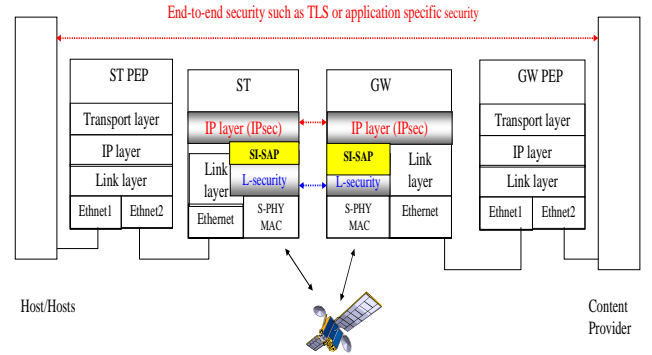 End-to-end security such as TLS or application specific security
ST PEP
Transport layer
IP layer
Link layer
Ethnet1
Ethnet2
ST
IP layer (IPsec)
SI-SAP
Link
layer
L-security
Ethernet
S-PHY
MAC
GW
IP layer (IPsec)
SI-SAP
L-security
Link
layer
S-PHY
MAC
Ethernet
GW PEP
Transport layer
IP layer
Link layer
Ethnet1
Ethnet2
Host/Hosts
Content
Provider